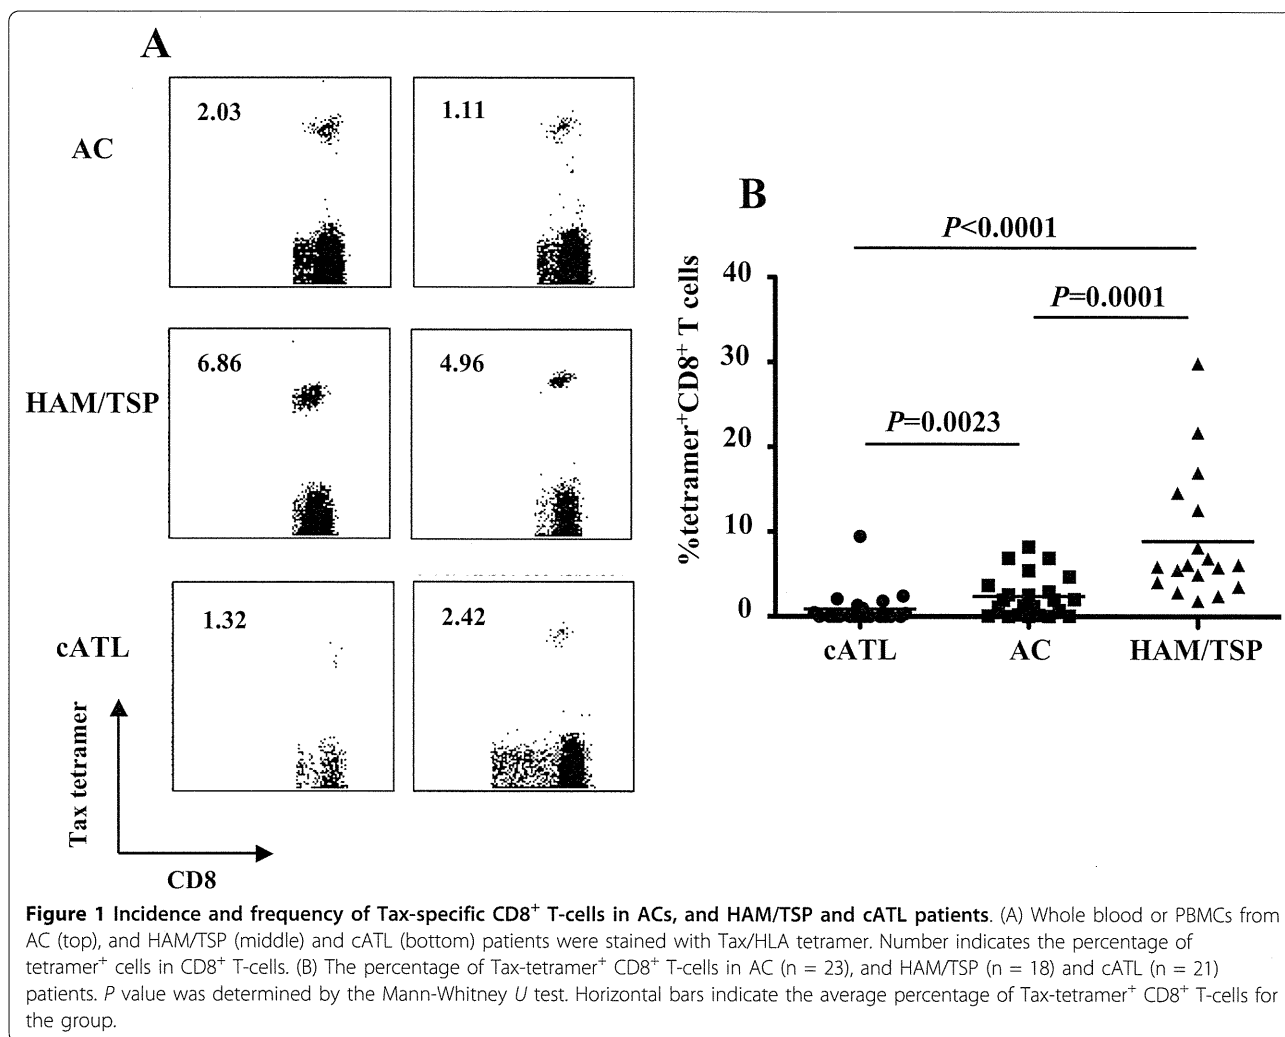 A
AC
2.03
1.11
HAM/TSP
6.86
4.96
cATL
1.32
2.42
Tax tetramer
CD8
B
P<0.0001
P=0.0001
P=0.0023
%tetramer⁺CD8⁺ T cells
40
30
20
10
0
cATL AC HAM/TSP
Figure 1 Incidence and frequency of Tax-specific CD8⁺ T-cells in ACs, and HAM/TSP and cATL patients. (A) Whole blood or PBMCs from
AC (top), and HAM/TSP (middle) and cATL (bottom) patients were stained with Tax/HLA tetramer. Number indicates the percentage of
tetramer⁺ cells in CD8⁺ T-cells. (B) The percentage of Tax-tetramer⁺ CD8⁺ T-cells in AC (n = 23), and HAM/TSP (n = 18) and cATL (n = 21)
patients. P value was determined by the Mann-Whitney U test. Horizontal bars indicate the average percentage of Tax-tetramer⁺ CD8⁺ T-cells for
the group.